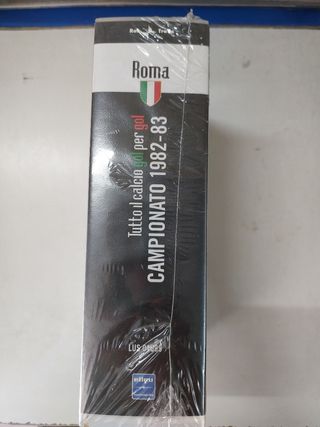 Roma
Tutto il calcio gol per gol
CAMPIONATO 1982-83